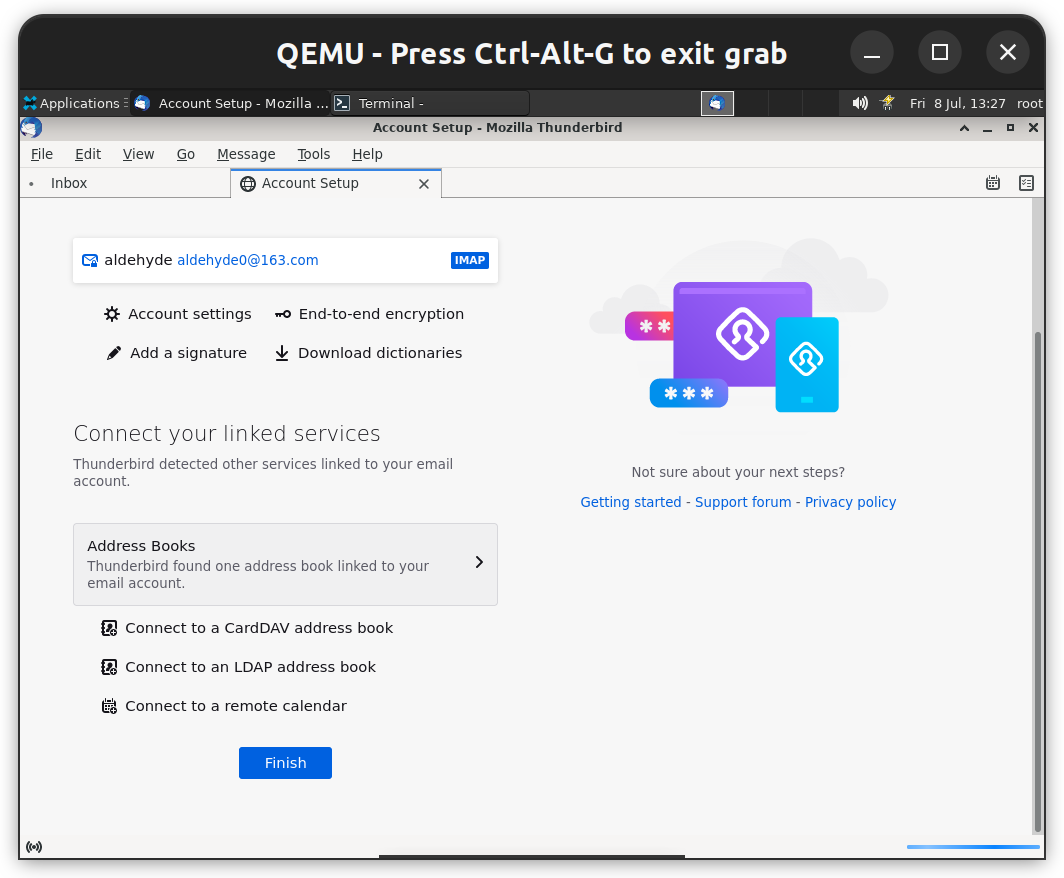 QEMU - Press Ctrl-Alt-G to exit grab
Applications Account Setup - Mozilla ... Terminal - Fri 8 Jul, 13:27 root
Account Setup - Mozilla Thunderbird
File Edit View Go Message Tools Help
Inbox Account Setup
aldehyde aldehyde0@163.com IMAP
Account settings End-to-end encryption
Add a signature Download dictionaries
Connect your linked services
Thunderbird detected other services linked to your email
account.
Address Books
Thunderbird found one address book linked to your
email account.
Connect to a CardDAV address book
Connect to an LDAP address book
Connect to a remote calendar
Finish
***
**
Not sure about your next steps?
Getting started - Support forum - Privacy policy